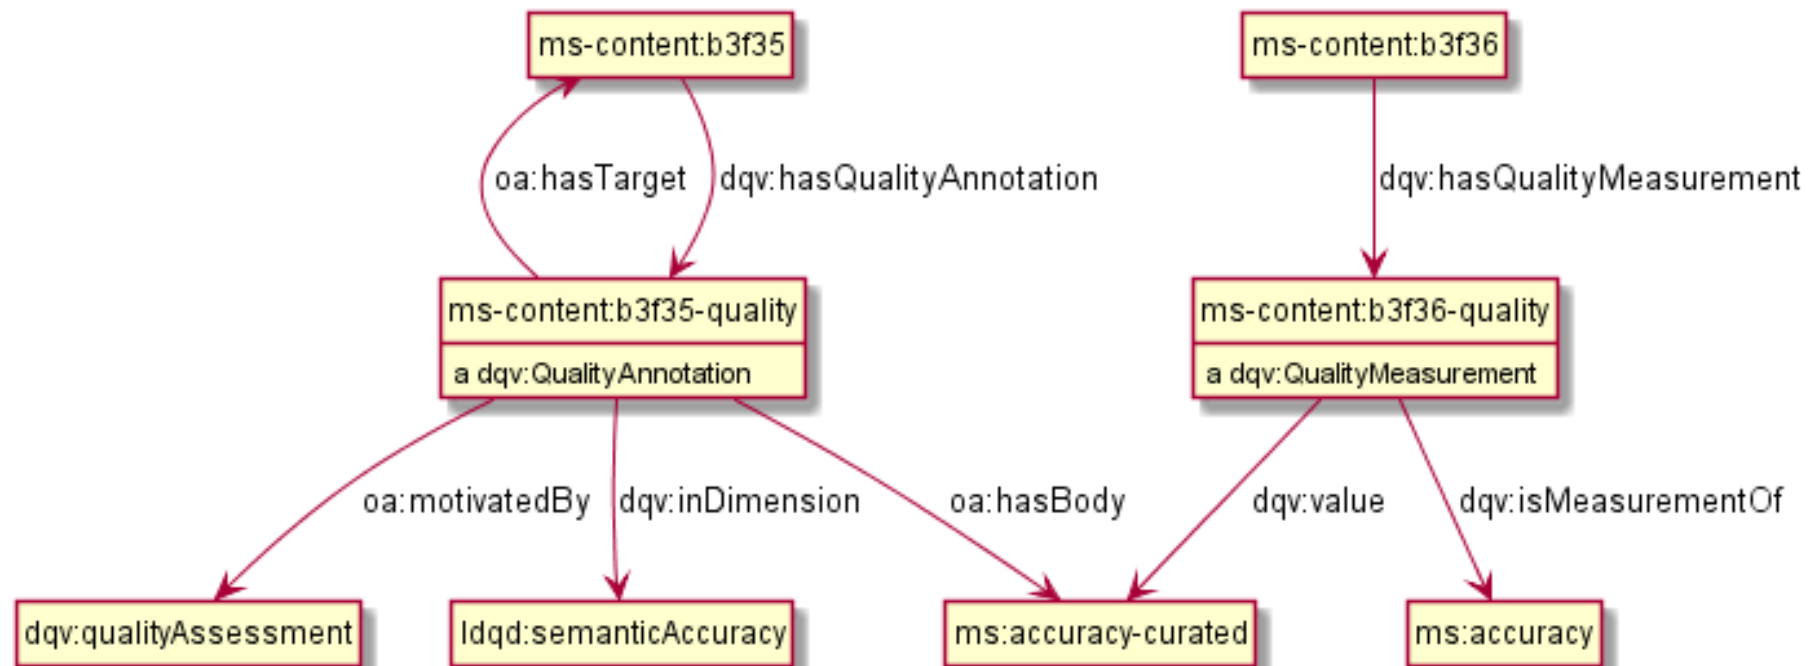 ms-content:b3f35
ms-content:b3f36
oa:hasTarget
dqv:hasQualityAnnotation
dqv:hasQualityMeasurement
ms-content:b3f35-quality
a dqv:QualityAnnotation
ms-content:b3f36-quality
a dqv:QualityMeasurement
oa:motivatedBy
dqv:inDimension
oa:hasBody
dqv:value
dqv:isMeasurementOf
dqv:qualityAssessment
ldqd:semanticAccuracy
ms:accuracy-curated
ms:accuracy